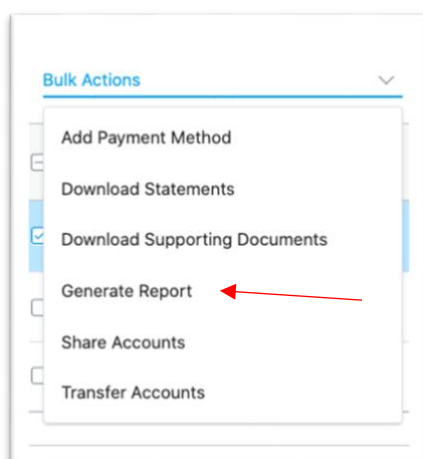 Bulk Actions
Add Payment Method
Download Statements
Download Supporting Documents
Generate Report
Share Accounts
Transfer Accounts